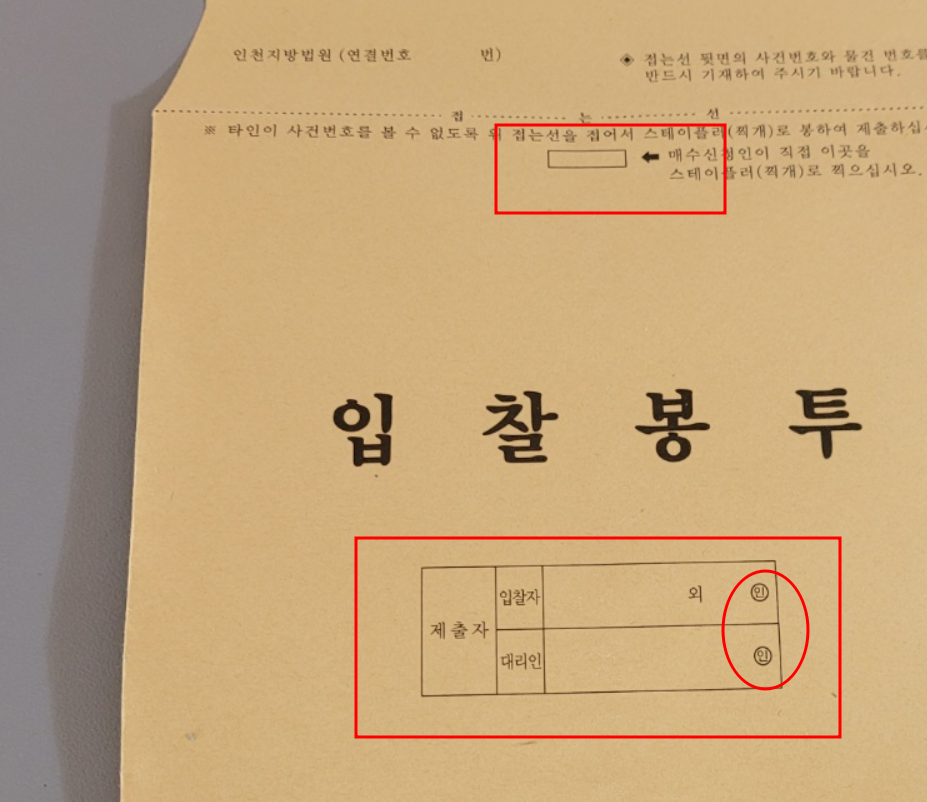 인천지방법원 (연결번호 번)
◈ 접는선 뒷면의 사건번호와 물건 번호를
반드시 기재하여 주시기 바랍니다.
접 는 선
※ 타인이 사건번호를 볼 수 없도록 위 접는선을 접어서 스테이플러(찍개)로 봉하여 제출하십시
매수신청인이 직접 이곳을
스테이플러(찍개)로 찍으십시오.
입 찰 봉 투
제 출 자
입찰자 외 ㊞
대리인 ㊞